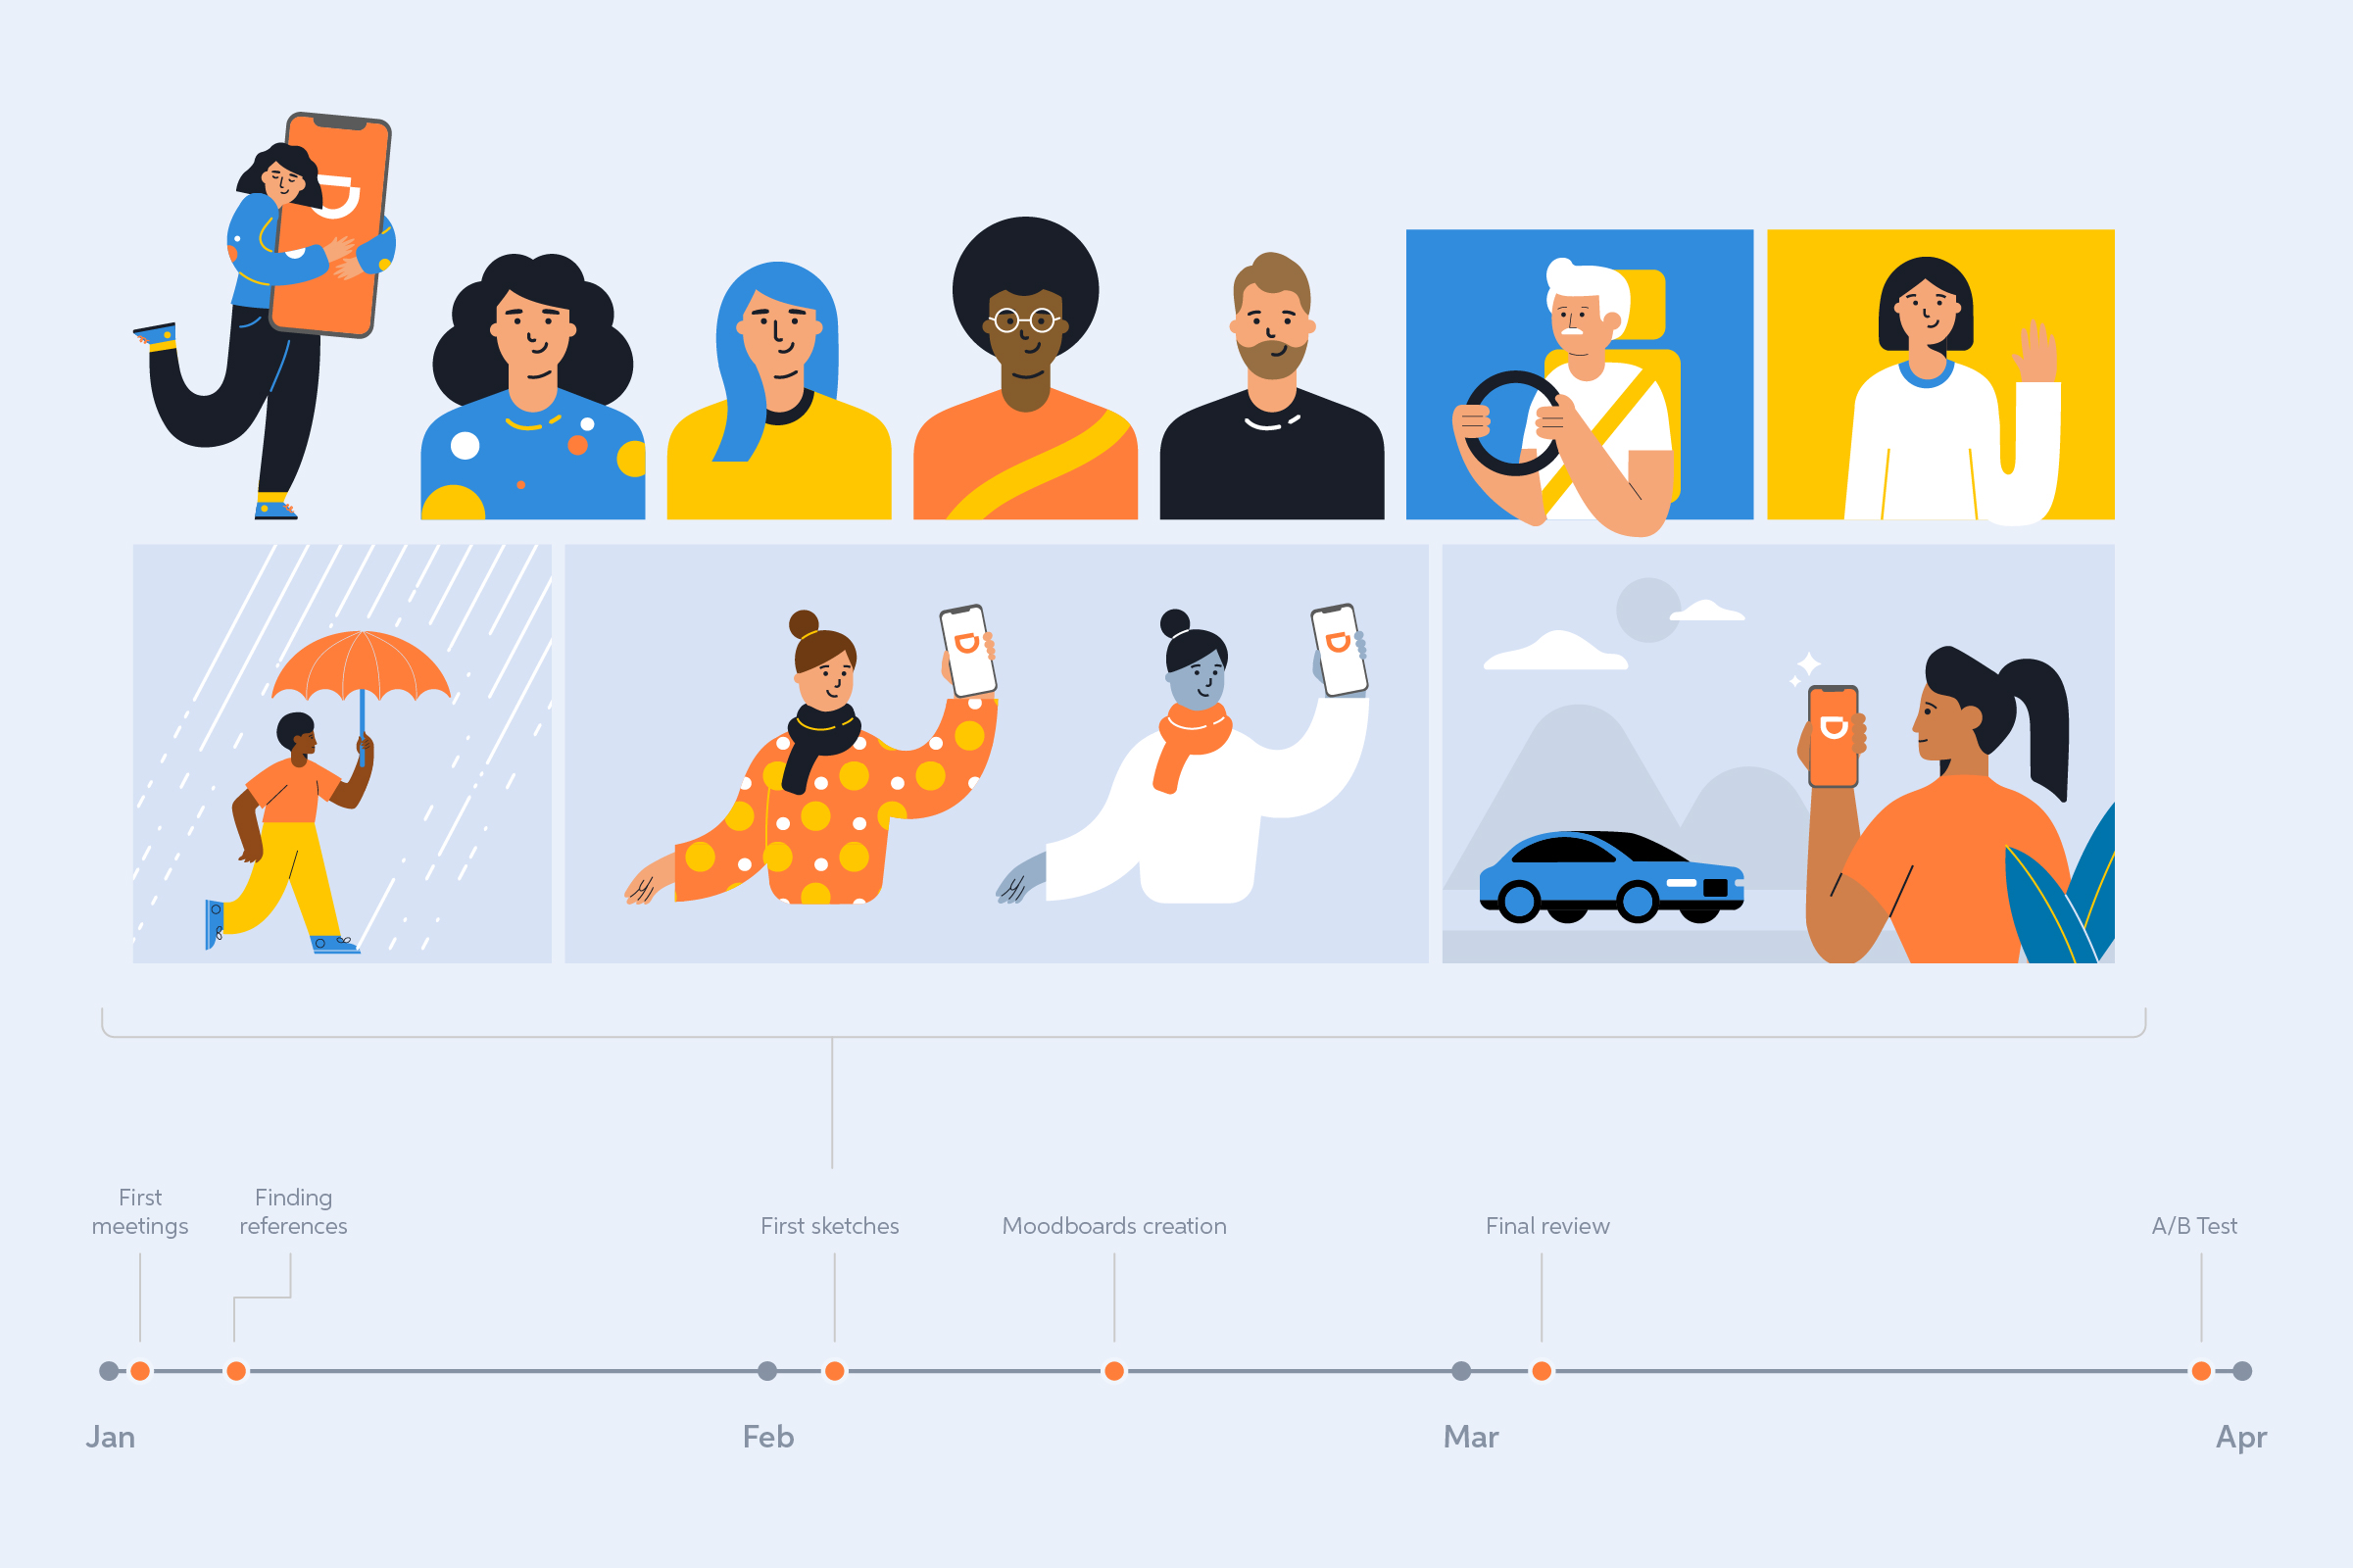 First
meetings
Finding
references
First sketches
Moodboards creation
Final review
A/B Test
Jan
Feb
Mar
Apr